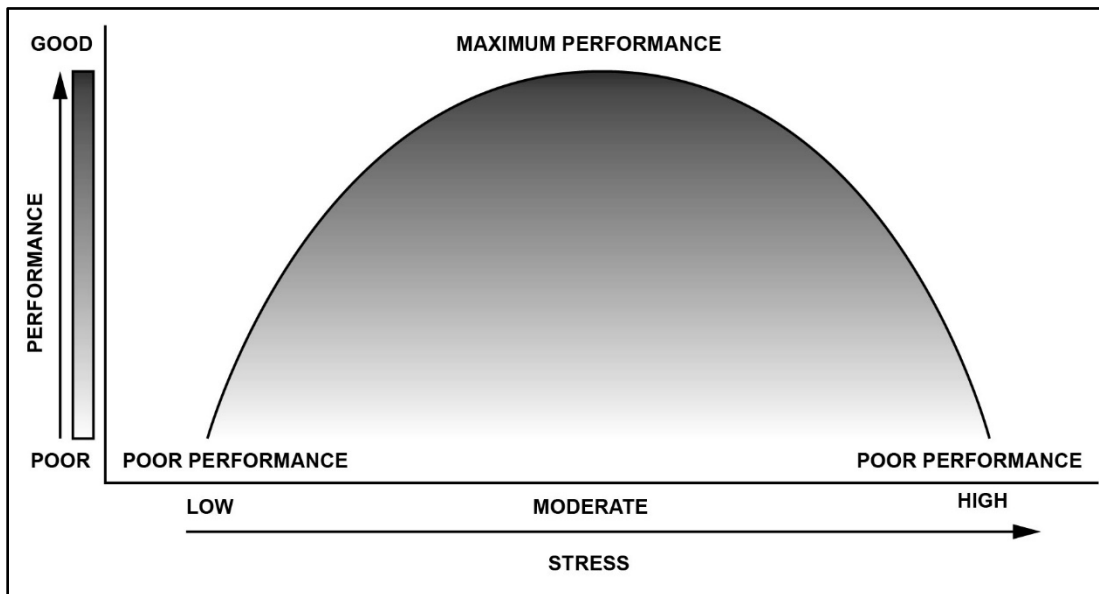 GOOD
MAXIMUM PERFORMANCE
PERFORMANCE
POOR
POOR PERFORMANCE
POOR PERFORMANCE
LOW
MODERATE
HIGH
STRESS